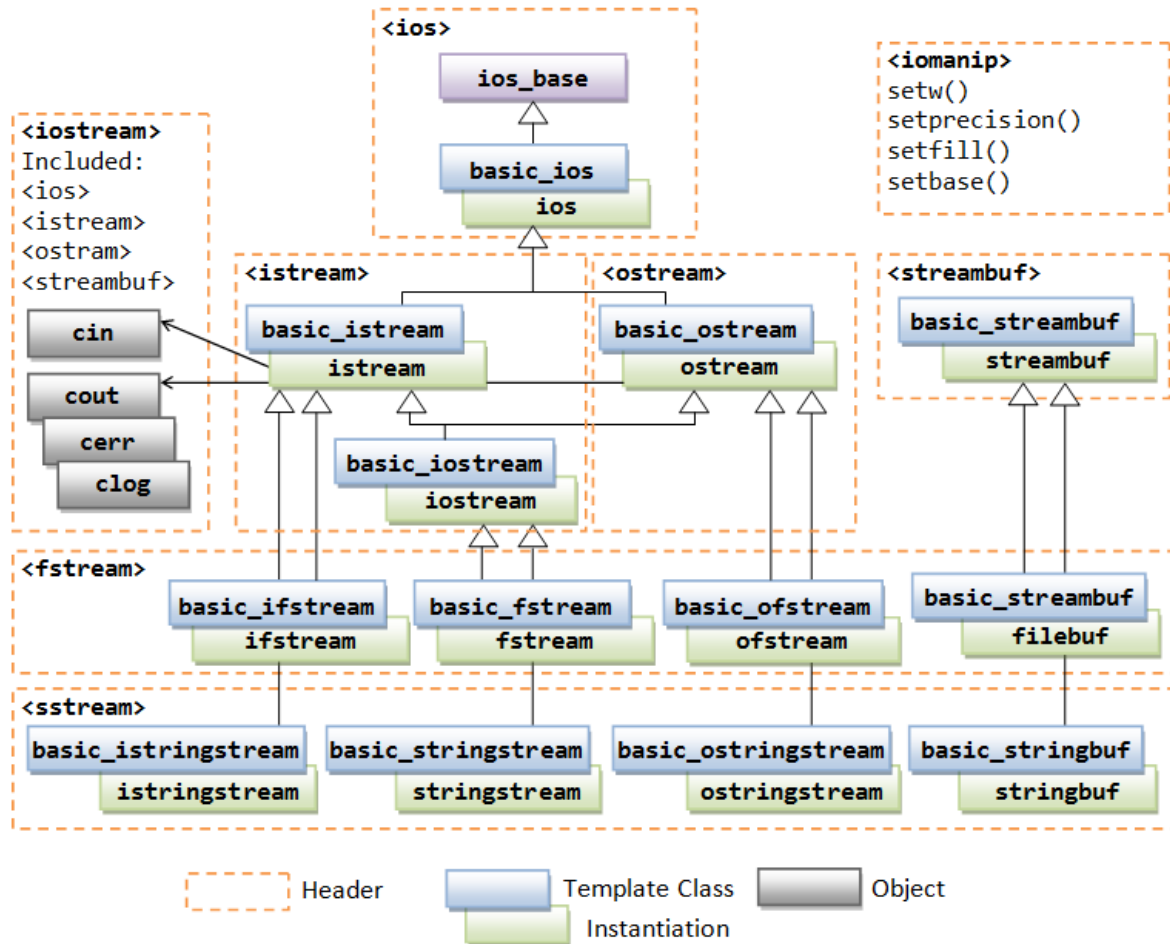 <ios>
ios_base
basic_ios
ios
<iomanip>
setw()
setprecision()
setfill()
setbase()
<iostream>
Included:
<ios>
<istream>
<ostram>
<streambuf>
cin
cout
cerr
clog
<istream>
basic_istream
istream
basic_iostream
iostream
<ostream>
basic_ostream
ostream
<streambuf>
basic_streambuf
streambuf
<fstream>
basic_ifstream
ifstream
basic_fstream
fstream
basic_ofstream
ofstream
basic_streambuf
filebuf
<sstream>
basic_istringstream
istringstream
basic_stringstream
stringstream
basic_ostringstream
ostringstream
basic_stringbuf
stringbuf
Header
Template Class
Instantiation
Object